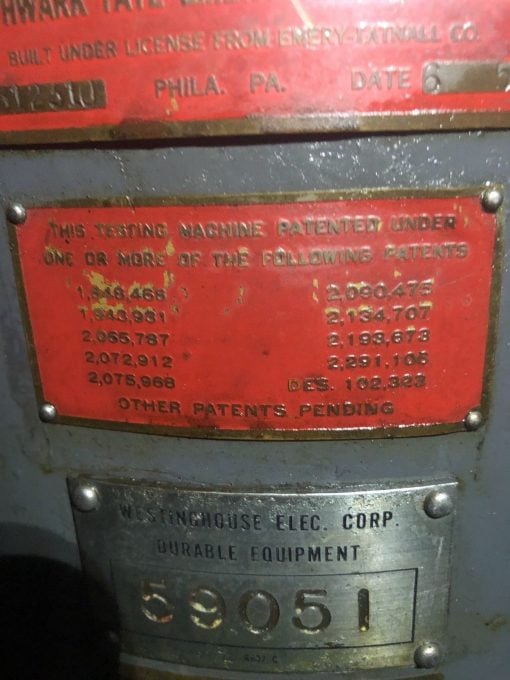 BUILT UNDER LICENSE FROM EMERY-TATNALL CO.
PHILA. PA. DATE 6
THIS TESTING MACHINE PATENTED UNDER
ONE OR MORE OF THE FOLLOWING PATENTS
2,090,475
2,134,707
2,055,787 2,193,673
2,072,912 2,291,106
2,075,968 DES. 102,323
OTHER PATENTS PENDING
WESTINGHOUSE ELEC. CORP.
DURABLE EQUIPMENT
59051